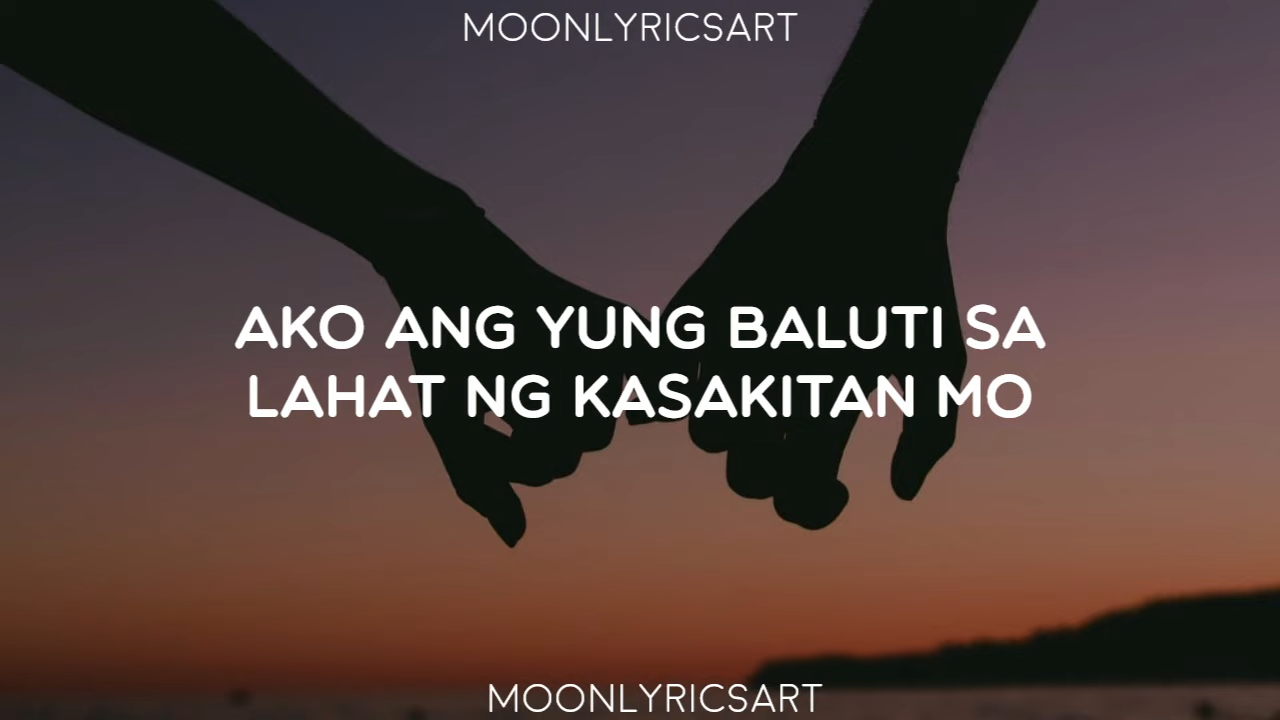 MOONLYRICSART
AKO ANG YUNG BALUTI SA
LAHAT NG KASAKITAN MO
MOONLYRICSART